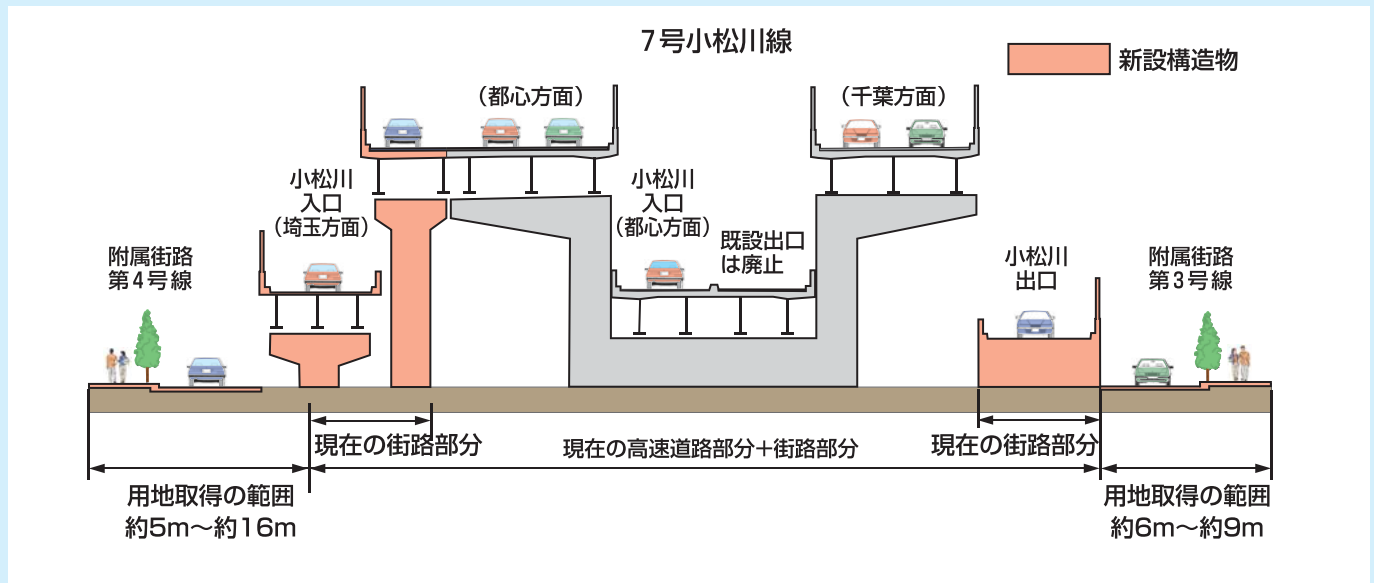 7号小松川線
新設構造物
（都心方面）
（千葉方面）
小松川
入口
（埼玉方面）
小松川
入口
（都心方面）
既設出口
は廃止
附属街路
第4号線
小松川
出口
附属街路
第3号線
現在の街路部分
現在の高速道路部分＋街路部分
現在の街路部分
用地取得の範囲
約5m～約16m
用地取得の範囲
約6m～約9m